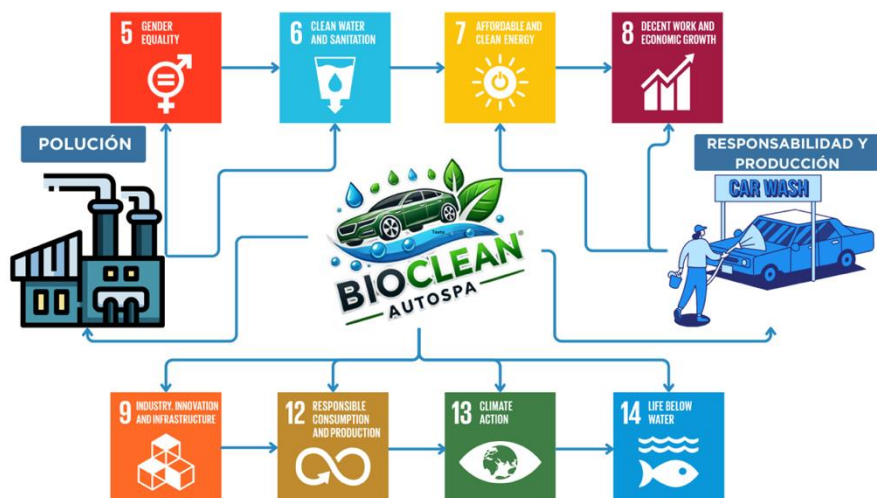 5 GENDER
EQUALITY
6 CLEAN WATER
AND SANITATION
7 AFFORDABLE AND
CLEAN ENERGY
8 DECENT WORK AND
ECONOMIC GROWTH
POLUCIÓN
RESPONSABILIDAD Y
PRODUCCIÓN
CAR WASH
BIOCLEAN
AUTOSPA
9 INDUSTRY, INNOVATION
AND INFRASTRUCTURE
12 RESPONSIBLE
CONSUMPTION
AND PRODUCTION
13 CLIMATE
ACTION
14 LIFE BELOW
WATER